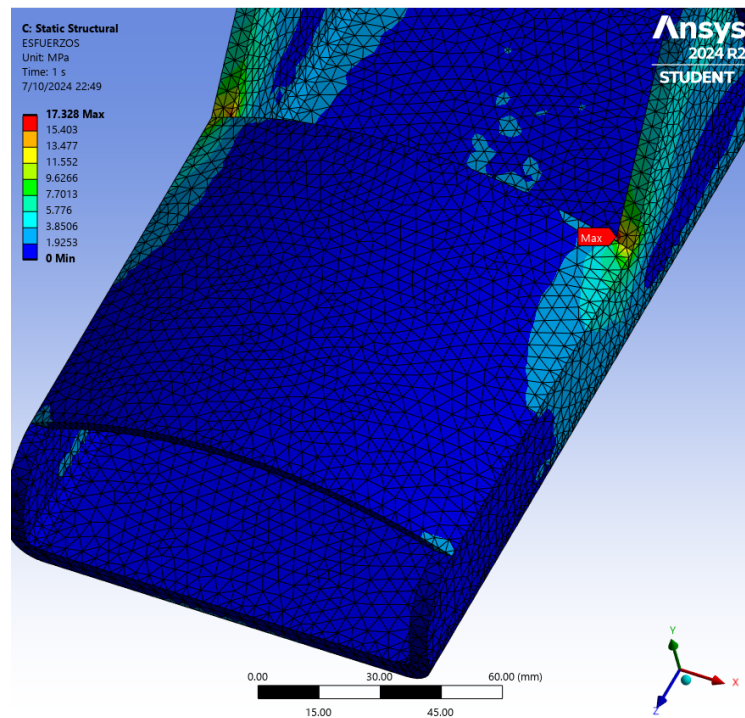 C: Static Structural
ESFUERZOS
Unit: MPa
Time: 1 s
7/10/2024 22:49
17.328 Max
15.403
13.477
11.552
9.6266
7.7013
5.776
3.8506
1.9253
0 Min
Ansys
2024 R2
STUDENT
Max
0.00 30.00 60.00 (mm)
15.00 45.00
Y
X
Z